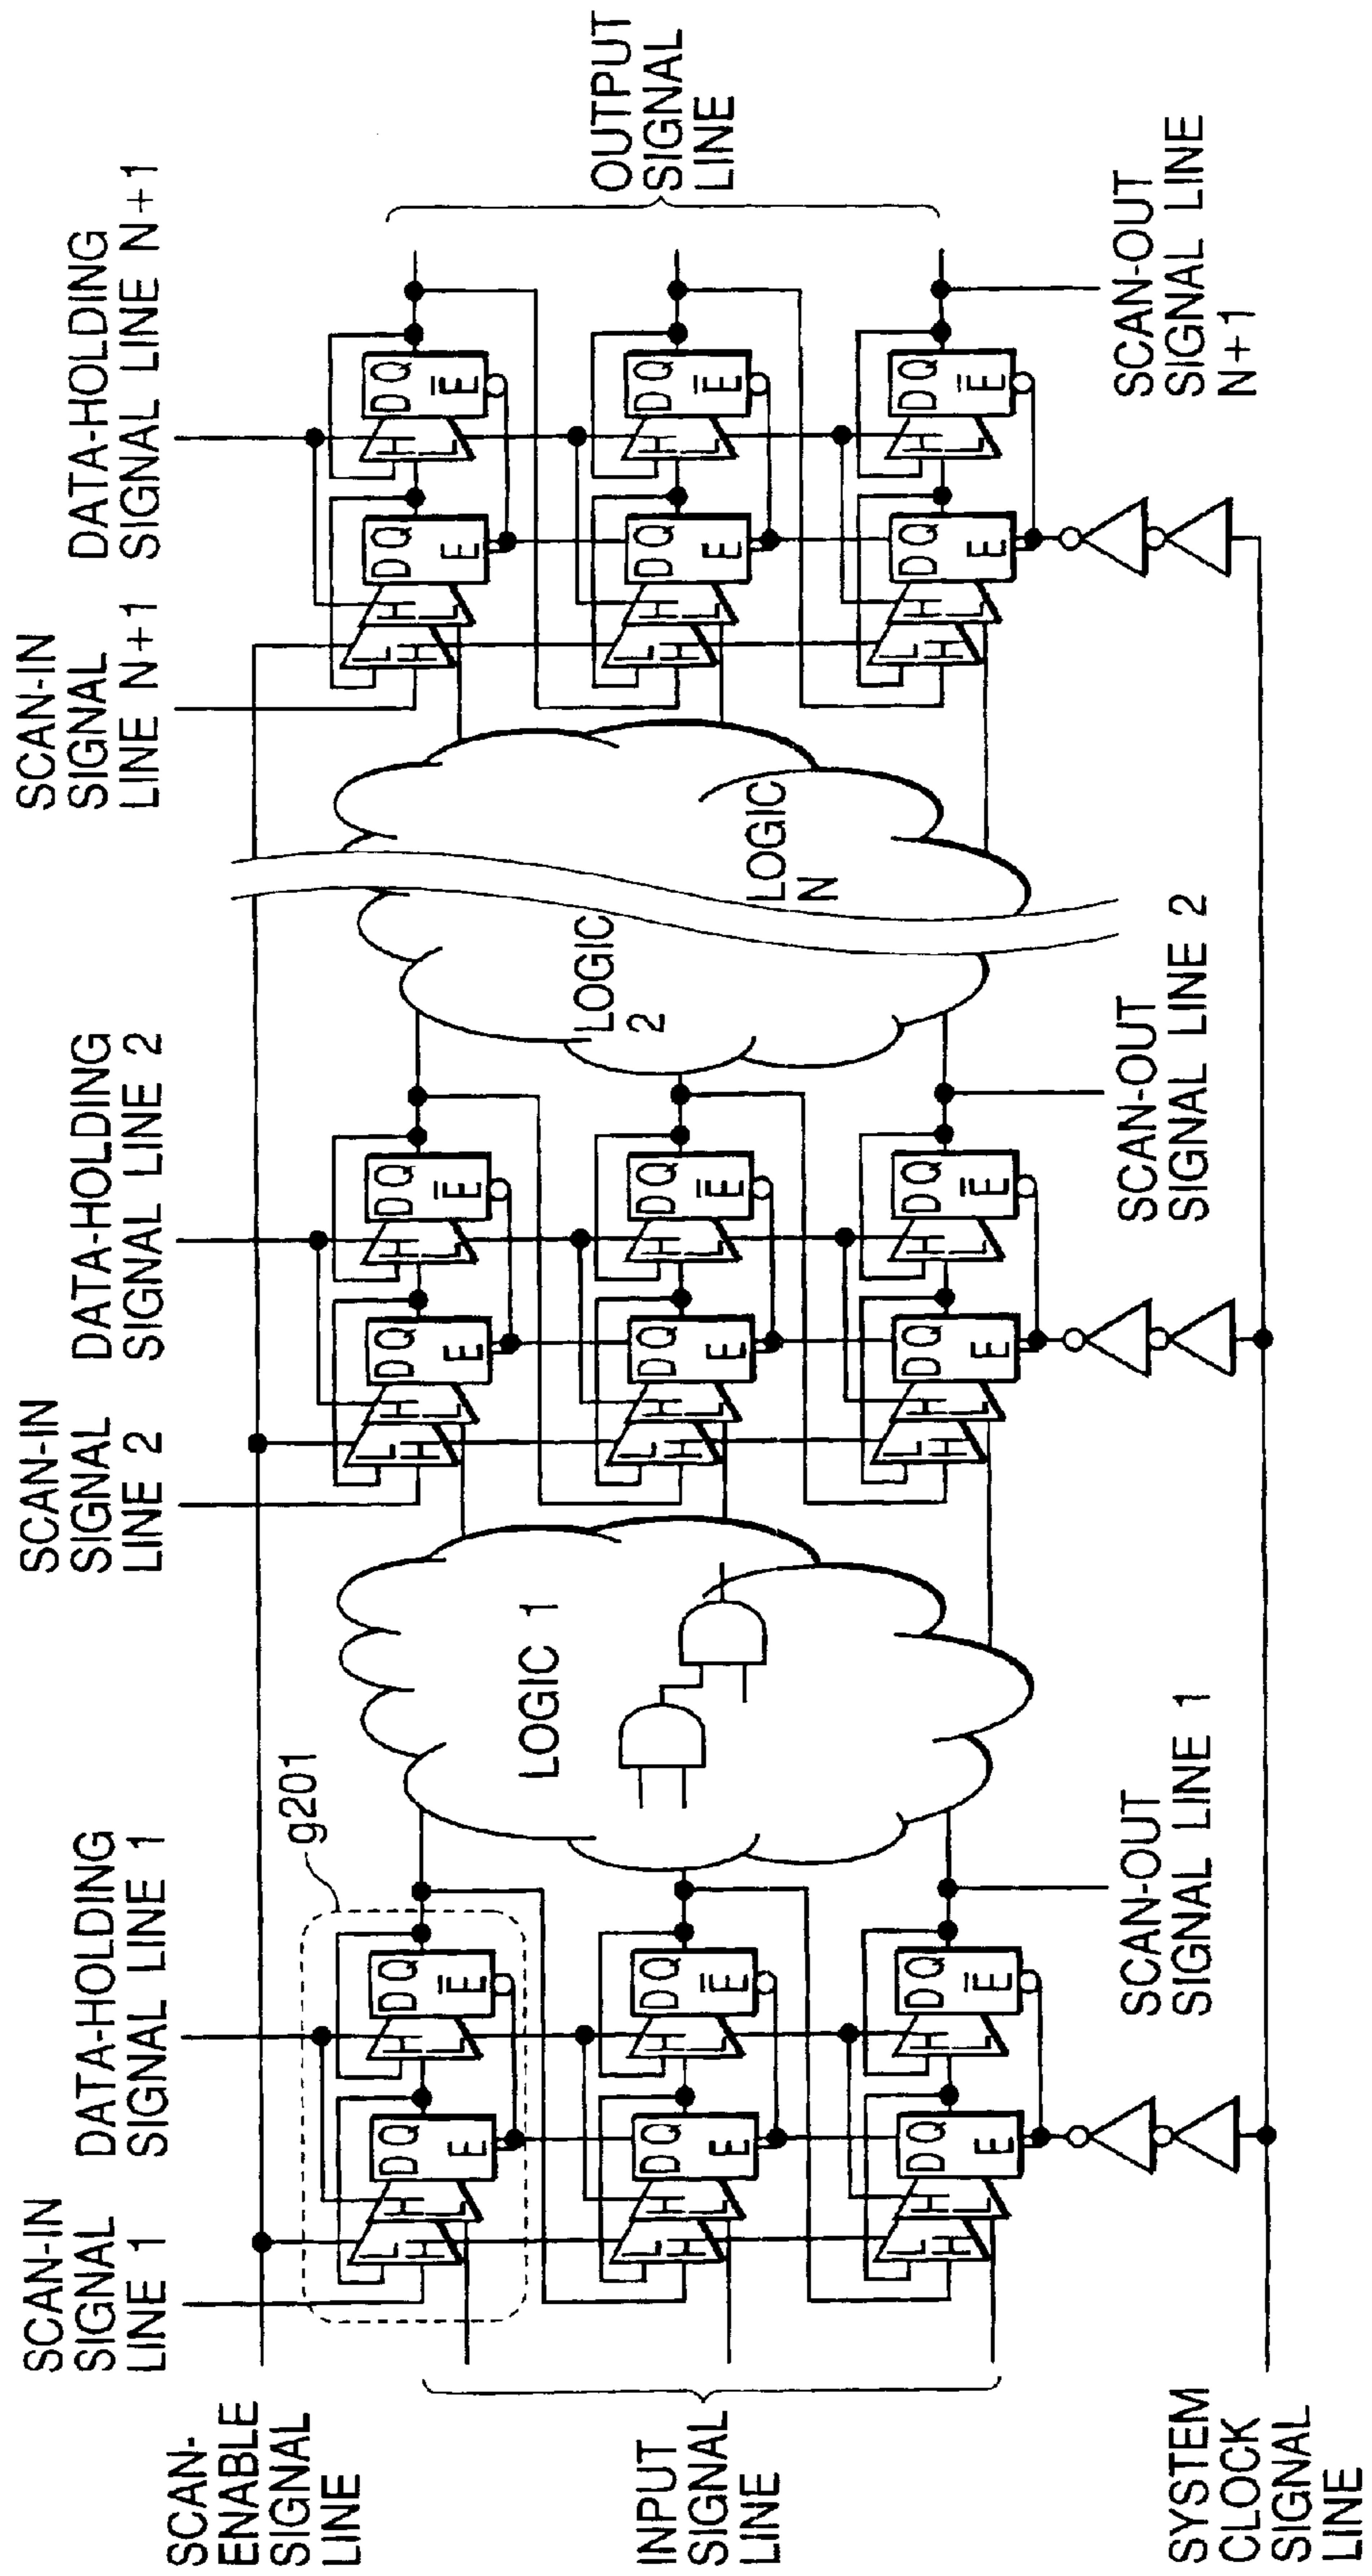 SCAN-IN
SIGNAL
LINE 1
DATA-HOLDING
SIGNAL LINE 1
SCAN-IN
SIGNAL
LINE 2
DATA-HOLDING
SIGNAL LINE 2
SCAN-IN
SIGNAL
LINE N+1
DATA-HOLDING
SIGNAL LINE N+1
SCAN-
ENABLE
SIGNAL
LINE
g201
L
H
H
L
D Q
E
H
L
D Q
E̅
L
H
H
L
D Q
E
H
L
D Q
E̅
L
H
H
L
D Q
E
H
L
D Q
E̅
INPUT
SIGNAL
LINE
L
H
H
L
D Q
E
H
L
D Q
E̅
LOGIC 1
L
H
H
L
D Q
E
H
L
D Q
E̅
LOGIC
2
LOGIC
N
L
H
H
L
D Q
E
H
L
D Q
E̅
OUTPUT
SIGNAL
LINE
L
H
H
L
D Q
E
H
L
D Q
E̅
L
H
H
L
D Q
E
H
L
D Q
E̅
L
H
H
L
D Q
E
H
L
D Q
E̅
SCAN-OUT
SIGNAL LINE 1
SCAN-OUT
SIGNAL LINE 2
SCAN-OUT
SIGNAL LINE
N+1
SYSTEM
CLOCK
SIGNAL
LINE